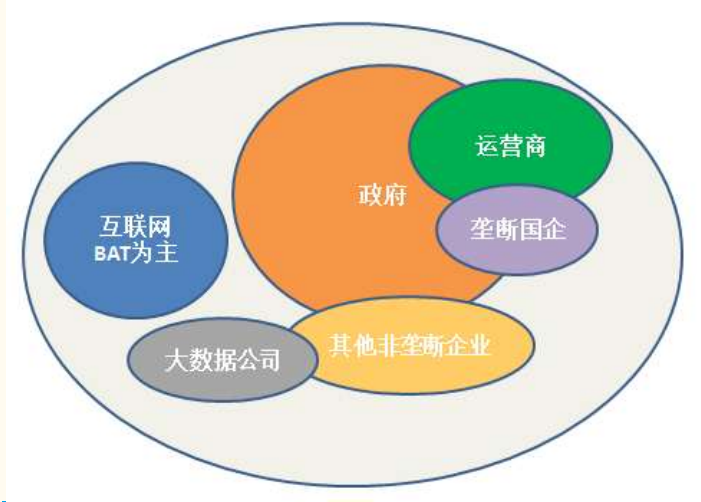 运营商
政府
互联网
BAT为主
垄断国企
大数据公司
其他非垄断企业